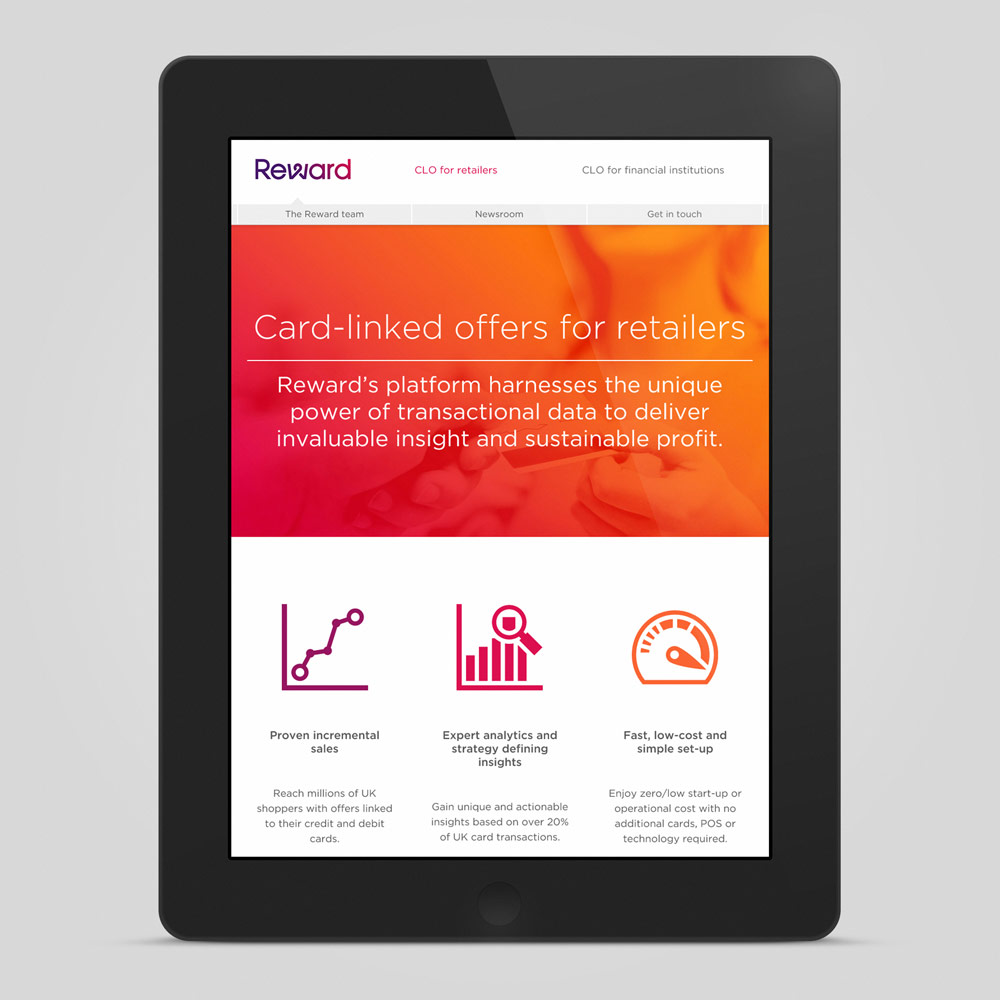 Reward
CLO for retailers
CLO for financial institutions
The Reward team
Newsroom
Get in touch
Card-linked offers for retailers
Reward’s platform harnesses the unique
power of transactional data to deliver
invaluable insight and sustainable profit.
Proven incremental
sales
Reach millions of UK
shoppers with offers linked
to their credit and debit
cards.
Expert analytics and
strategy defining
insights
Gain unique and actionable
insights based on over 20%
of UK card transactions.
Fast, low-cost and
simple set-up
Enjoy zero/low start-up or
operational cost with no
additional cards, POS or
technology required.